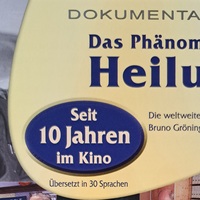 DOKUMENTA
Das Phänom
Heilu
Seit
10 Jahren
im Kino
Die weltweite
Bruno Gröning
Übersetzt in 30 Sprachen